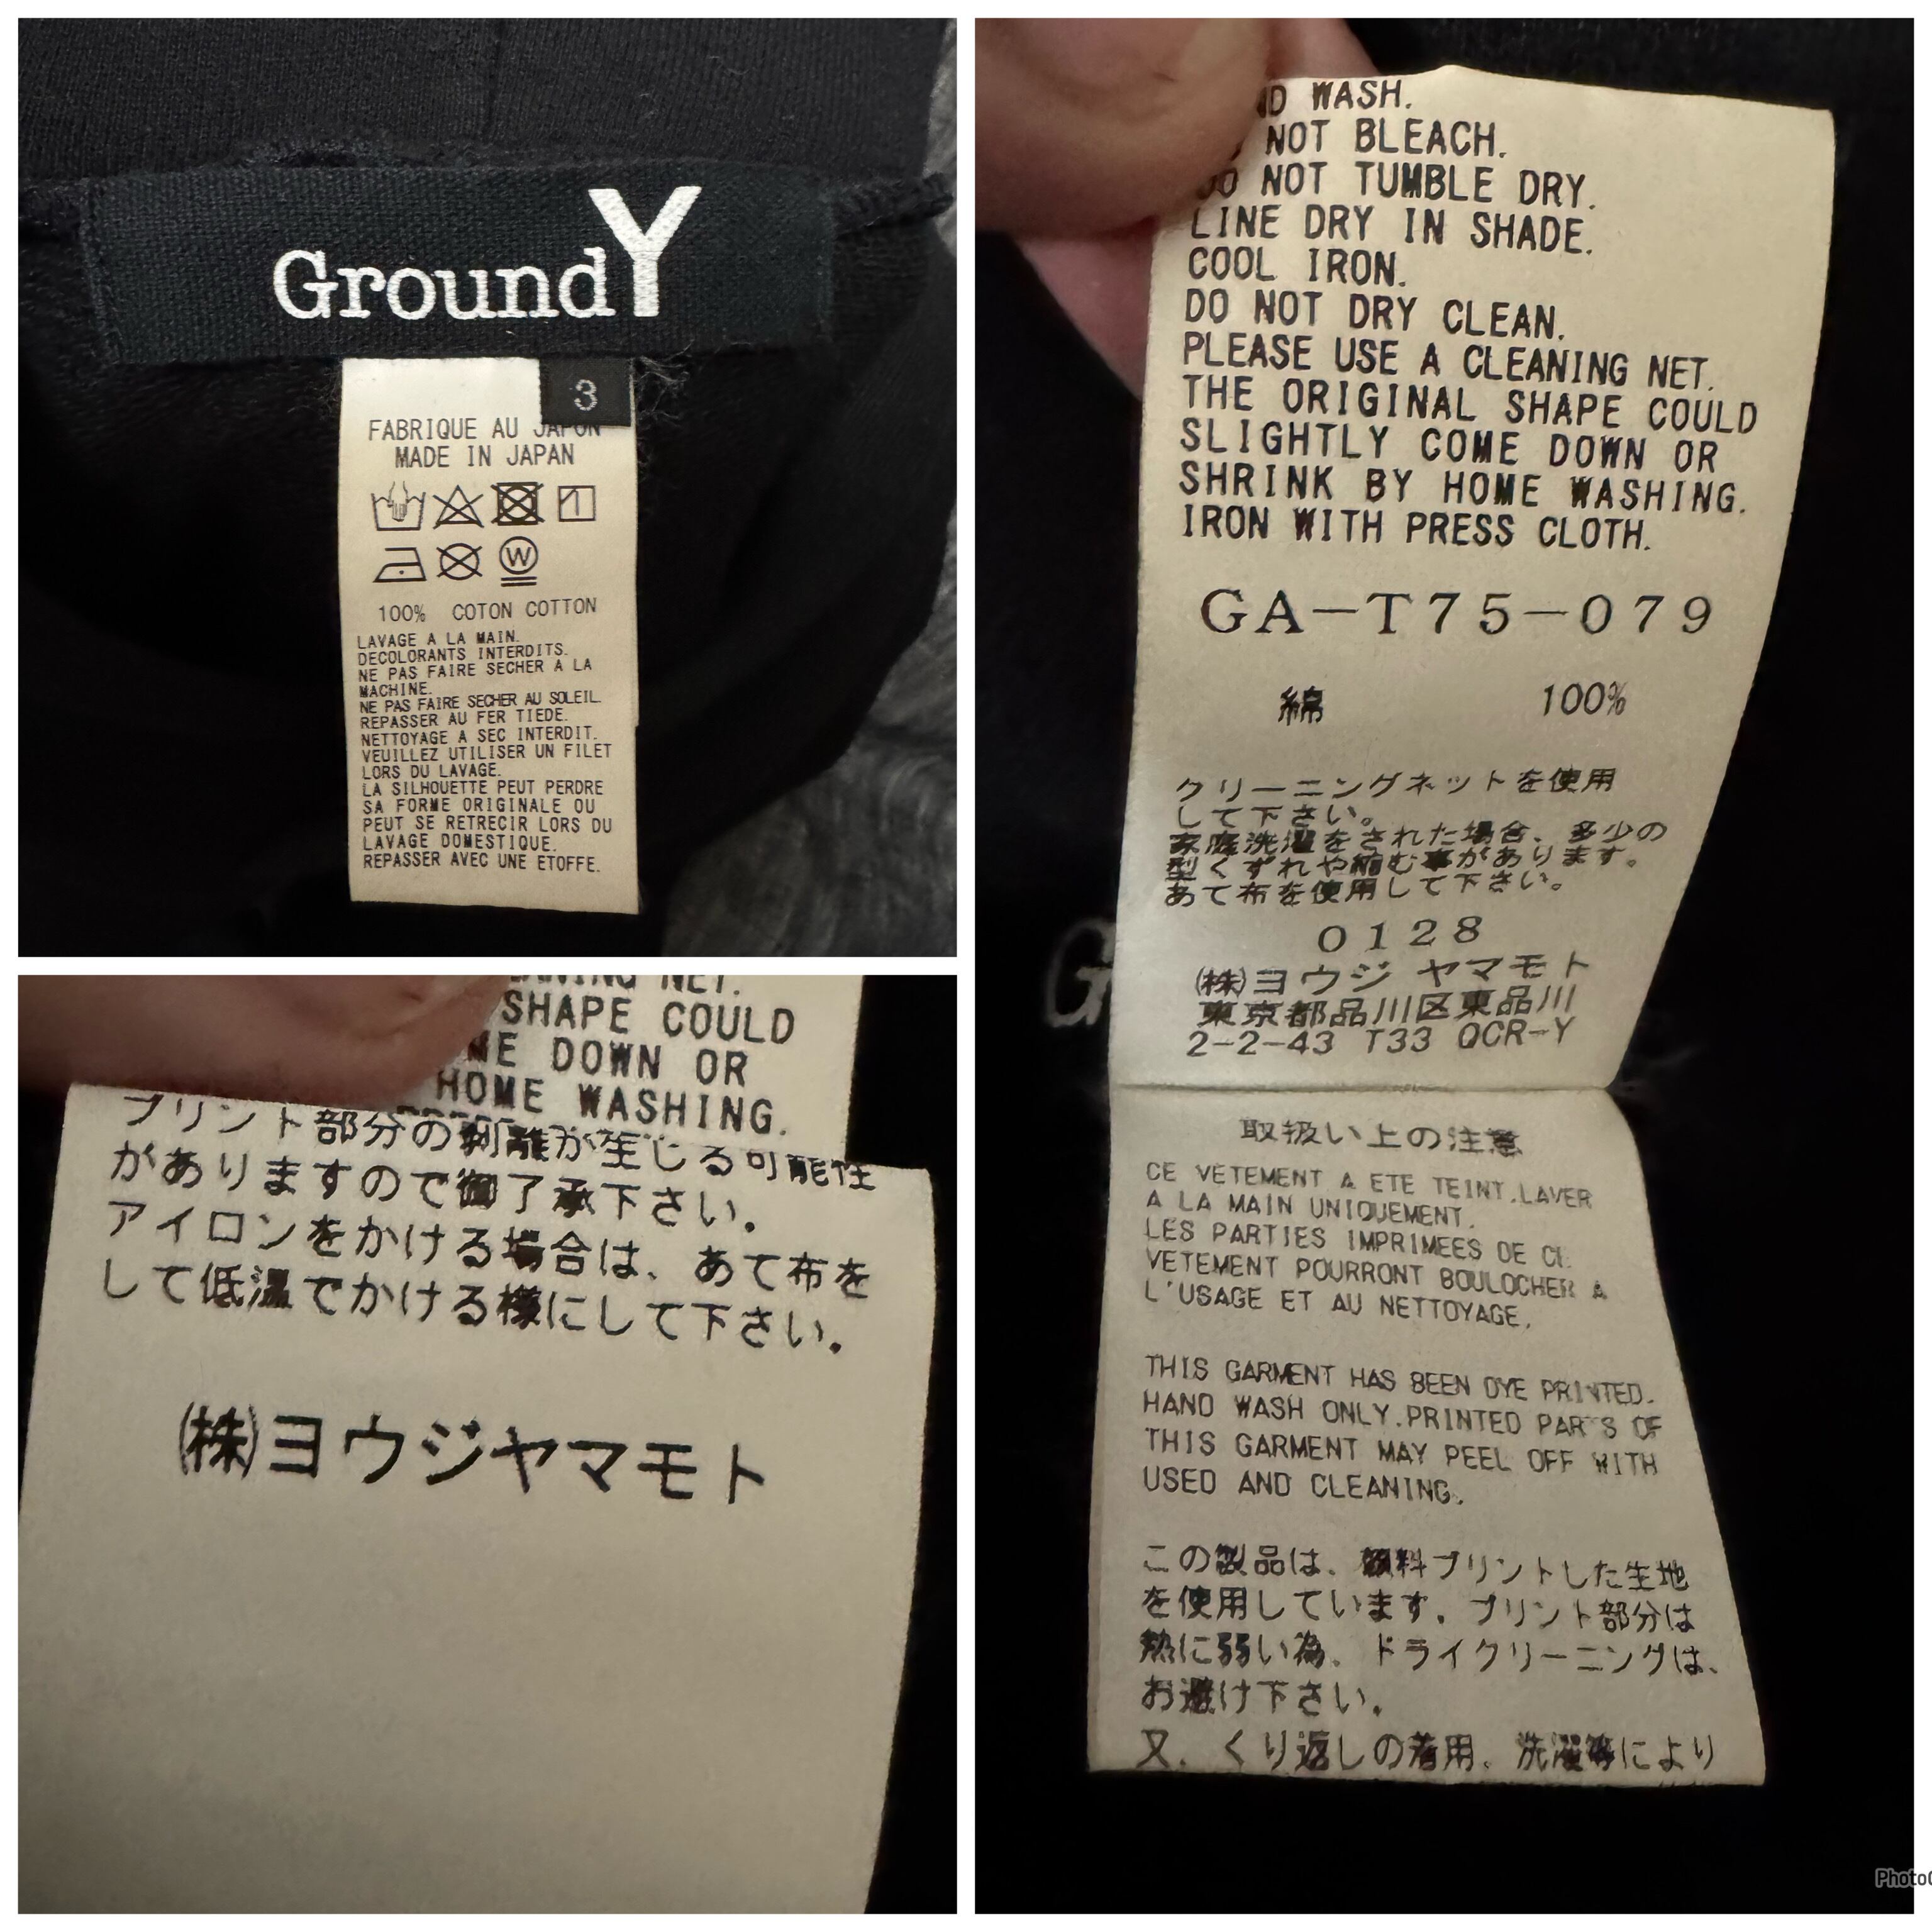 GroundY
3
FABRIQUE AU JAPON
MADE IN JAPAN
W
100% COTON COTTON
LAVAGE A LA MAIN.
DECOLORANTS INTERDITS.
NE PAS FAIRE SECHER A LA
MACHINE.
NE PAS FAIRE SECHER AU SOLEIL.
REPASSER AU FER TIEDE.
NETTOYAGE A SEC INTERDIT.
VEUILLEZ UTILISER UN FILET
LORS DU LAVAGE.
LA SILHOUETTE PEUT PERDRE
SA FORME ORIGINALE OU
PEUT SE RETRECIR LORS DU
LAVAGE DOMESTIQUE.
REPASSER AVEC UNE ETOFFE.
WASH.
NOT BLEACH.
DO NOT TUMBLE DRY.
LINE DRY IN SHADE.
COOL IRON.
DO NOT DRY CLEAN.
PLEASE USE A CLEANING NET.
THE ORIGINAL SHAPE COULD
SLIGHTLY COME DOWN OR
SHRINK BY HOME WASHING.
IRON WITH PRESS CLOTH.
GA-T75-079
綿 100%
クリーニングネットを使用
して下さい。
家庭洗濯をされた場合、多少の
型くずれや縮む事があります。
あて布を使用して下さい。
0128
㈱ヨウジ ヤマモト
東京都品川区東品川
2-2-43 T33 QCR-Y
取扱い上の注意
CE VETEMENT A ETE TEINT.LAVER
A LA MAIN UNIQUEMENT.
LES PARTIES IMPRIMEES DE CE
VETEMENT POURRONT BOULOCHER A
L'USAGE ET AU NETTOYAGE.
THIS GARMENT HAS BEEN DYE PRINTED.
HAND WASH ONLY.PRINTED PARTS OF
THIS GARMENT MAY PEEL OFF WITH
USED AND CLEANING.
この製品は、顔料プリントした生地
を使用しています。プリント部分は
熱に弱い為、ドライクリーニングは、
お避け下さい。
又、くり返しの着用、洗濯等により
NET.
SHAPE COULD
DOWN OR
HOME WASHING.
プリント部分の剥離が生じる可能性
がありますので御了承下さい。
アイロンをかける場合は、あて布を
して低温でかける様にして下さい。
㈱ヨウジヤマモト